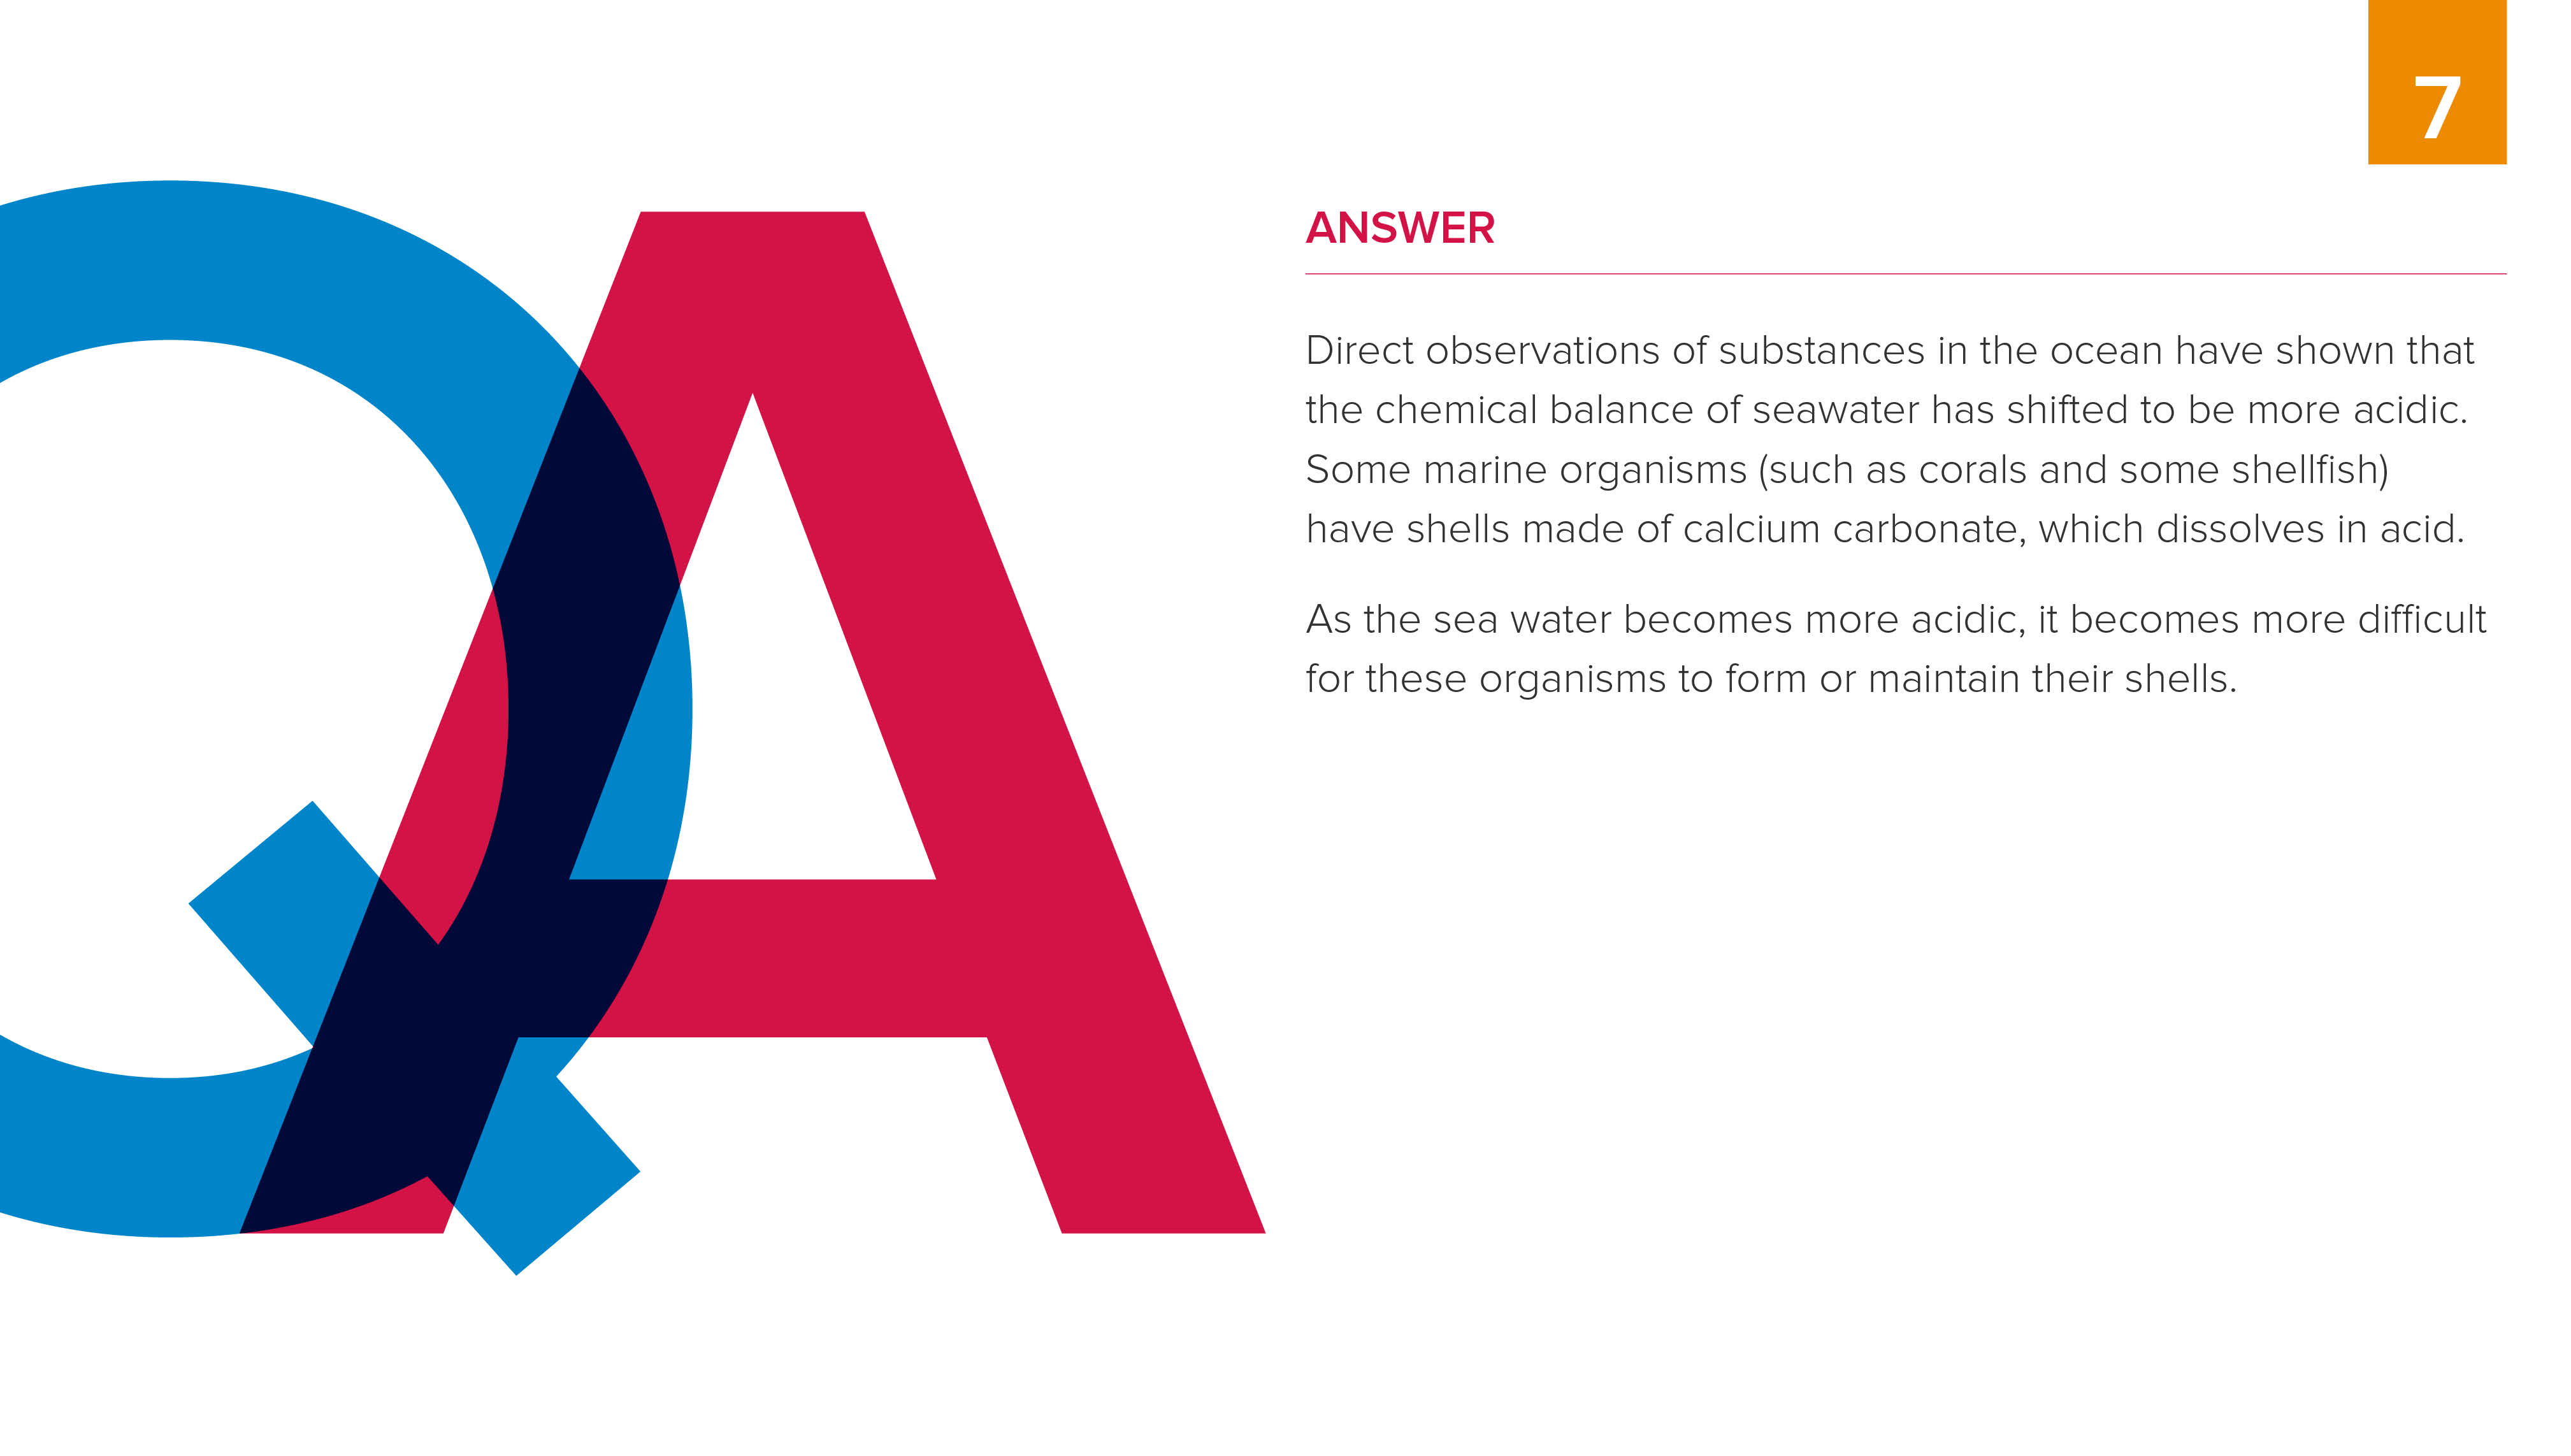 7
QA
ANSWER
Direct observations of substances in the ocean have shown that
the chemical balance of seawater has shifted to be more acidic.
Some marine organisms (such as corals and some shellfish)
have shells made of calcium carbonate, which dissolves in acid.
As the sea water becomes more acidic, it becomes more difficult
for these organisms to form or maintain their shells.